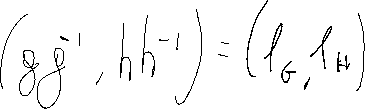 (gg⁻¹, hh⁻¹) = (1_G, 1_H)